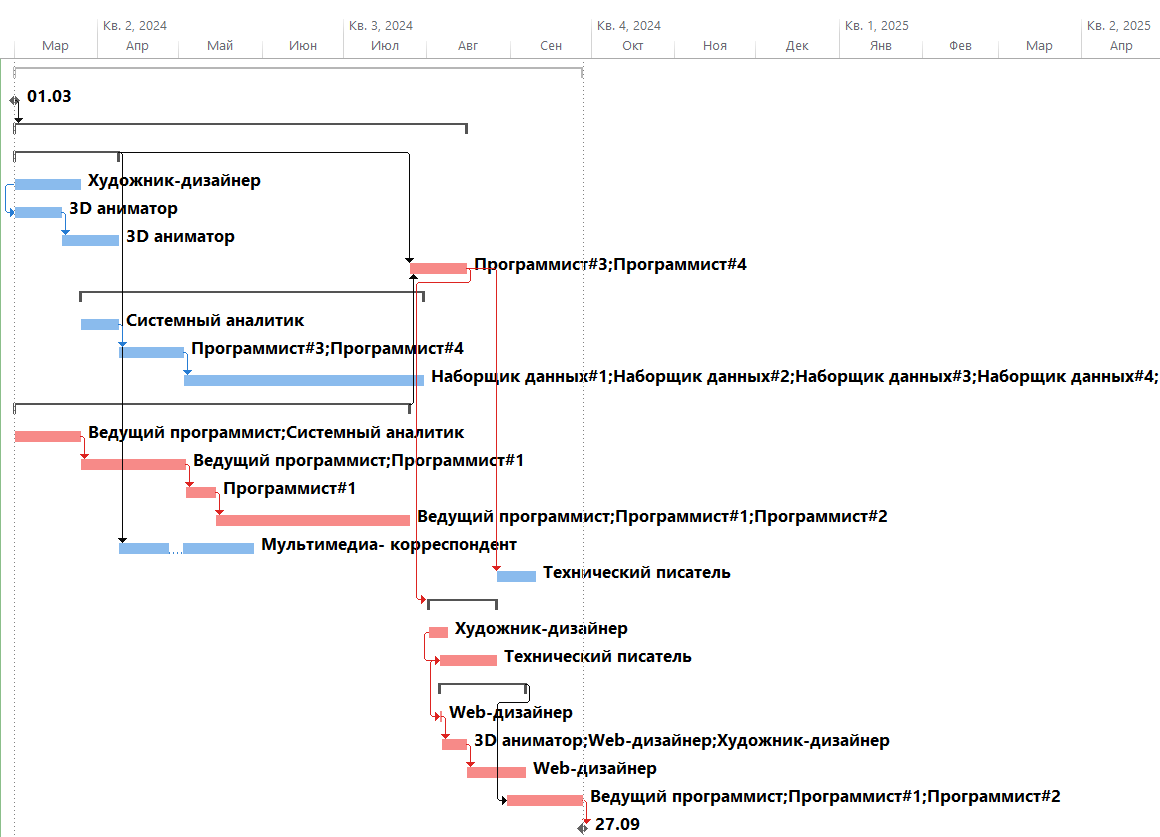 Кв. 2, 2024 Кв. 3, 2024 Кв. 4, 2024 Кв. 1, 2025 Кв. 2, 2025
Мар Апр Май Июн Июл Авг Сен Окт Ноя Дек Янв Фев Мар Апр
01.03
Художник-дизайнер
3D аниматор
3D аниматор
Программист#3;Программист#4
Системный аналитик
Программист#3;Программист#4
Наборщик данных#1;Наборщик данных#2;Наборщик данных#3;Наборщик данных#4;
Ведущий программист;Системный аналитик
Ведущий программист;Программист#1
Программист#1
Ведущий программист;Программист#1;Программист#2
Мультимедиа- корреспондент
Технический писатель
Художник-дизайнер
Технический писатель
Web-дизайнер
3D аниматор;Web-дизайнер;Художник-дизайнер
Web-дизайнер
Ведущий программист;Программист#1;Программист#2
27.09